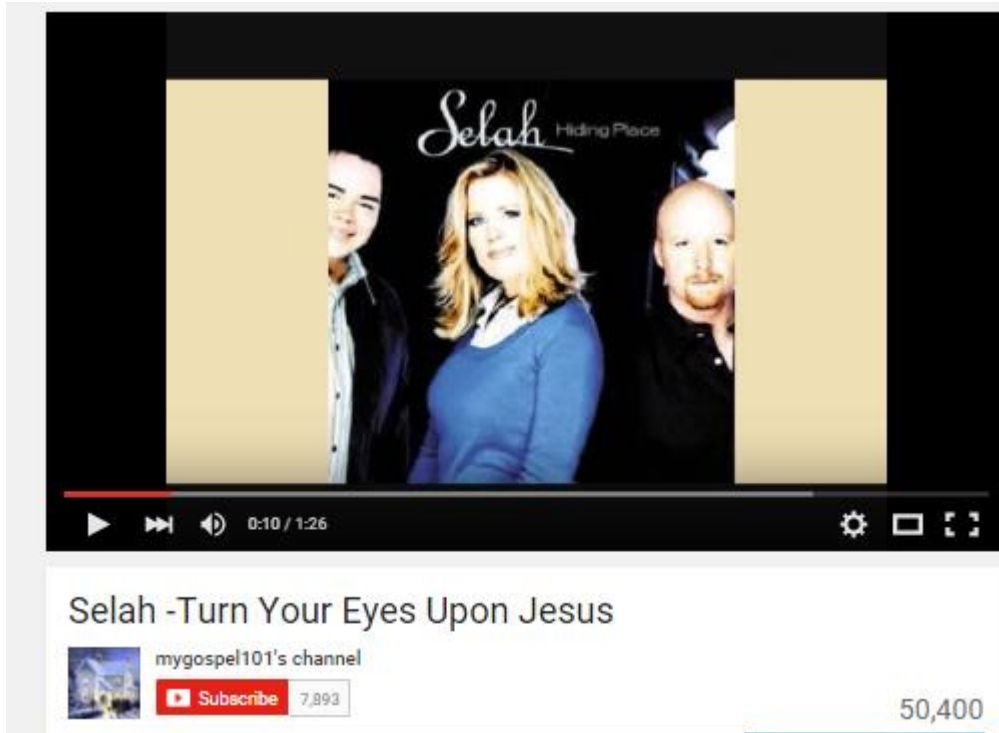 Selah Hiding Place
0:10 / 1:26
Selah -Turn Your Eyes Upon Jesus
mygospel101's channel
Subscribe 7,893
50,400